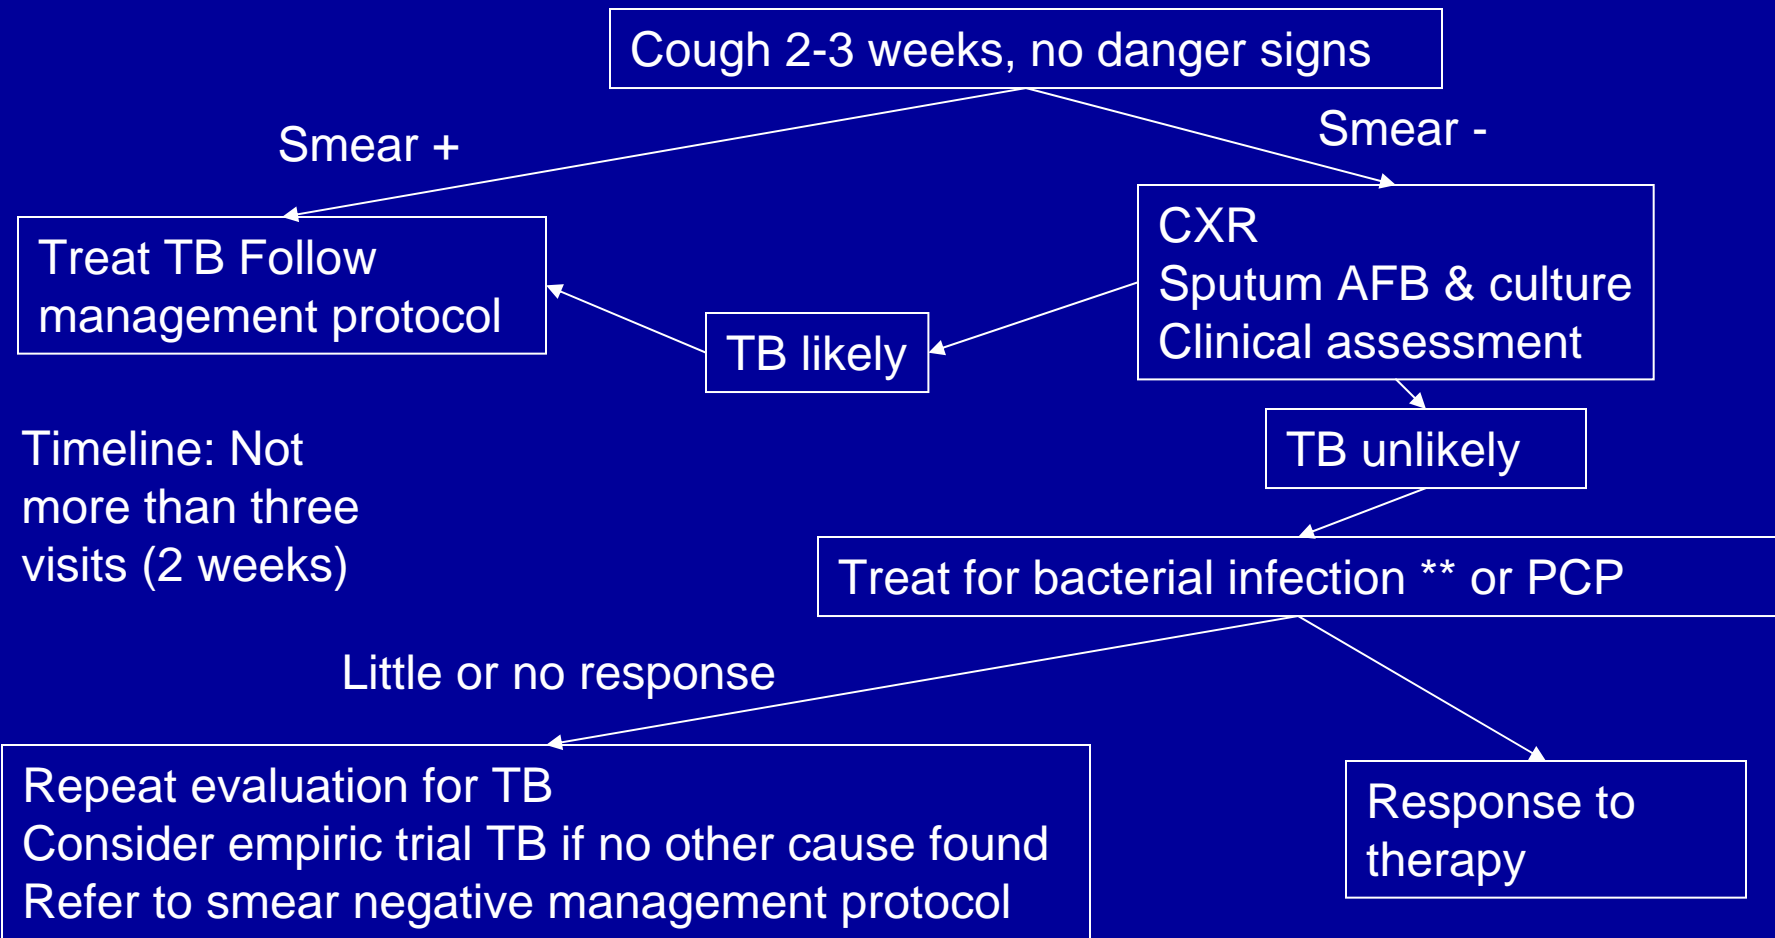 Cough 2-3 weeks, no danger signs
Smear +
Smear -
Treat TB Follow
management protocol
CXR
Sputum AFB & culture
Clinical assessment
TB likely
TB unlikely
Timeline: Not
more than three
visits (2 weeks)
Treat for bacterial infection ** or PCP
Little or no response
Repeat evaluation for TB
Consider empiric trial TB if no other cause found
Refer to smear negative management protocol
Response to
therapy